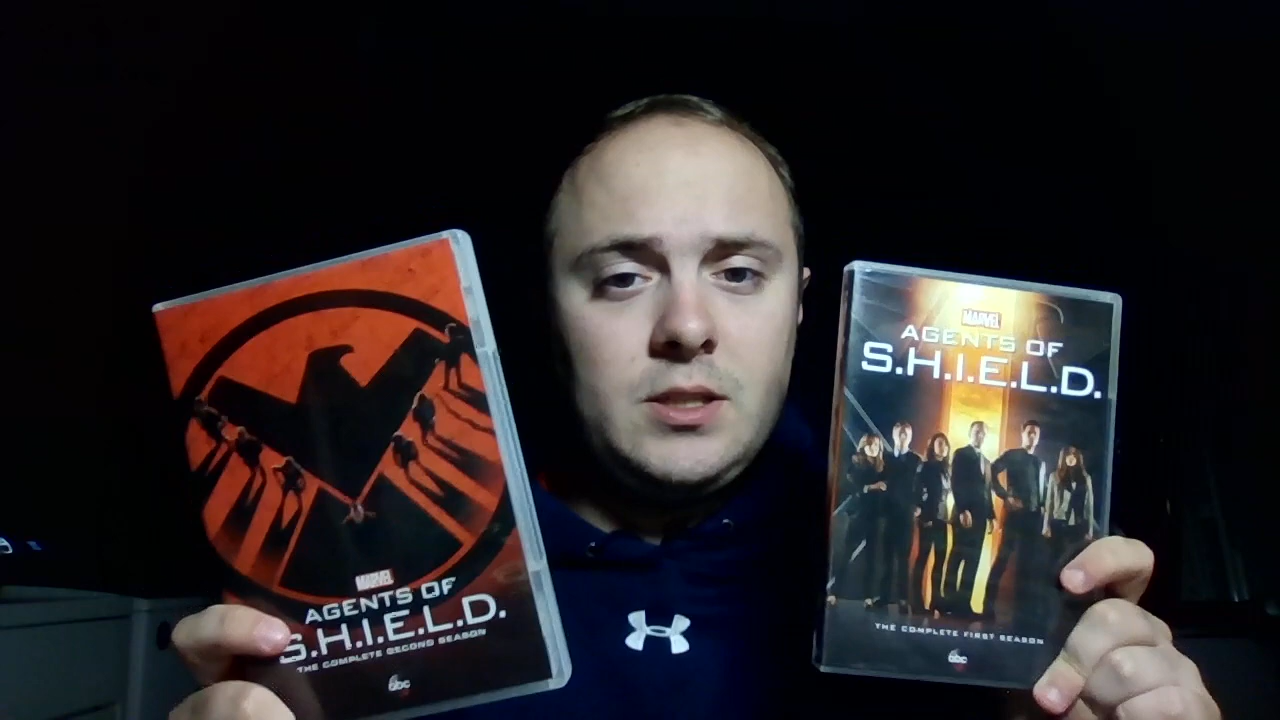 MARVEL
AGENTS OF
S.H.I.E.L.D.
THE COMPLETE SECOND SEASON
abc
MARVEL
AGENTS OF
S.H.I.E.L.D.
THE COMPLETE FIRST SEASON
abc